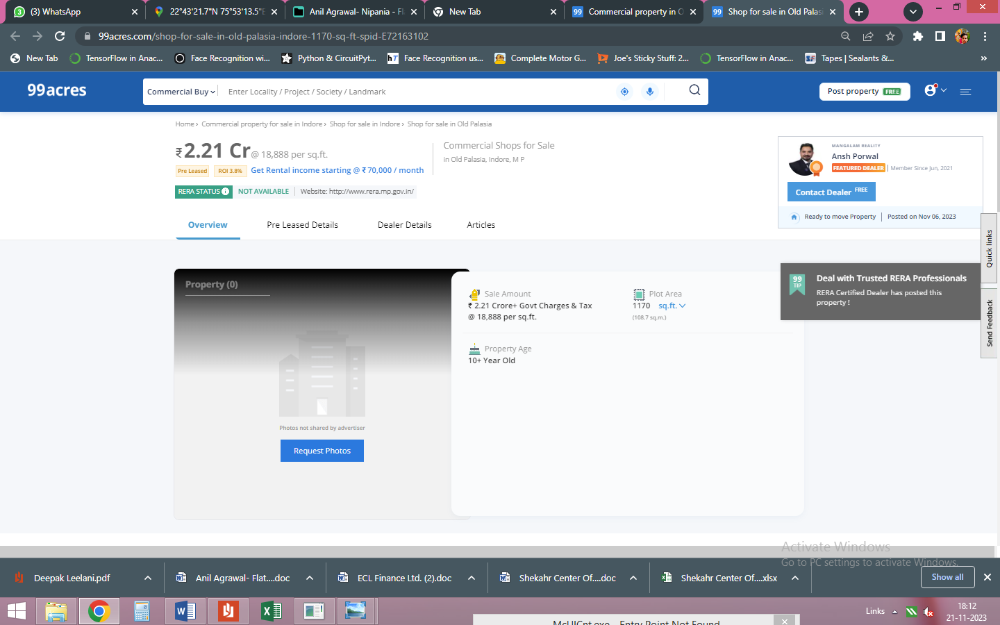 (3) WhatsApp
22°43'21.7"N 75°53'13.5"E
Anil Agrawal- Nipania - Fl
New Tab
Commercial property in O
Shop for sale in Old Palasi
99acres.com/shop-for-sale-in-old-palasia-indore-1170-sq-ft-spid-E72163102
New Tab
TensorFlow in Anac...
Face Recognition wi...
Python & CircuitPyt...
Face Recognition us...
Complete Motor G...
Joe's Sticky Stuff: 2...
TensorFlow in Anac...
Tapes | Sealants &...
»
99acres
Commercial Buy
Enter Locality / Project / Society / Landmark
Post property FREE
Home › Commercial property for sale in Indore › Shop for sale in Indore › Shop for sale in Old Palasia
₹ 2.21 Cr @ 18,888 per sq.ft.
Pre Leased ROI 3.8% Get Rental income starting @ ₹ 70,000 / month
RERA STATUS NOT AVAILABLE Website: http://www.rera.mp.gov.in/
Commercial Shops for Sale
in Old Palasia, Indore, M P
MANGALAM REALITY
Ansh Porwal
FEATURED DEALER Member Since Jun, 2021
Contact Dealer FREE
Ready to move Property Posted on Nov 06, 2023
Overview
Pre Leased Details
Dealer Details
Articles
Quick links
Send Feedback
Property (0)
Photos not shared by advertiser
Request Photos
Sale Amount
₹ 2.21 Crore+ Govt Charges & Tax
@ 18,888 per sq.ft.
Plot Area
1170 sq.ft.
(108.7 sq.m.)
Property Age
10+ Year Old
99
TIP
Deal with Trusted RERA Professionals
RERA Certified Dealer has posted this
property !
Activate Windows
Go to PC settings to activate Windows.
Deepak Leelani.pdf
Anil Agrawal- Flat....doc
ECL Finance Ltd. (2).doc
Shekahr Center Of....doc
Shekahr Center Of....xlsx
Show all
McUICnt.exe - Entry Point Not Found
Links
18:12
21-11-2023